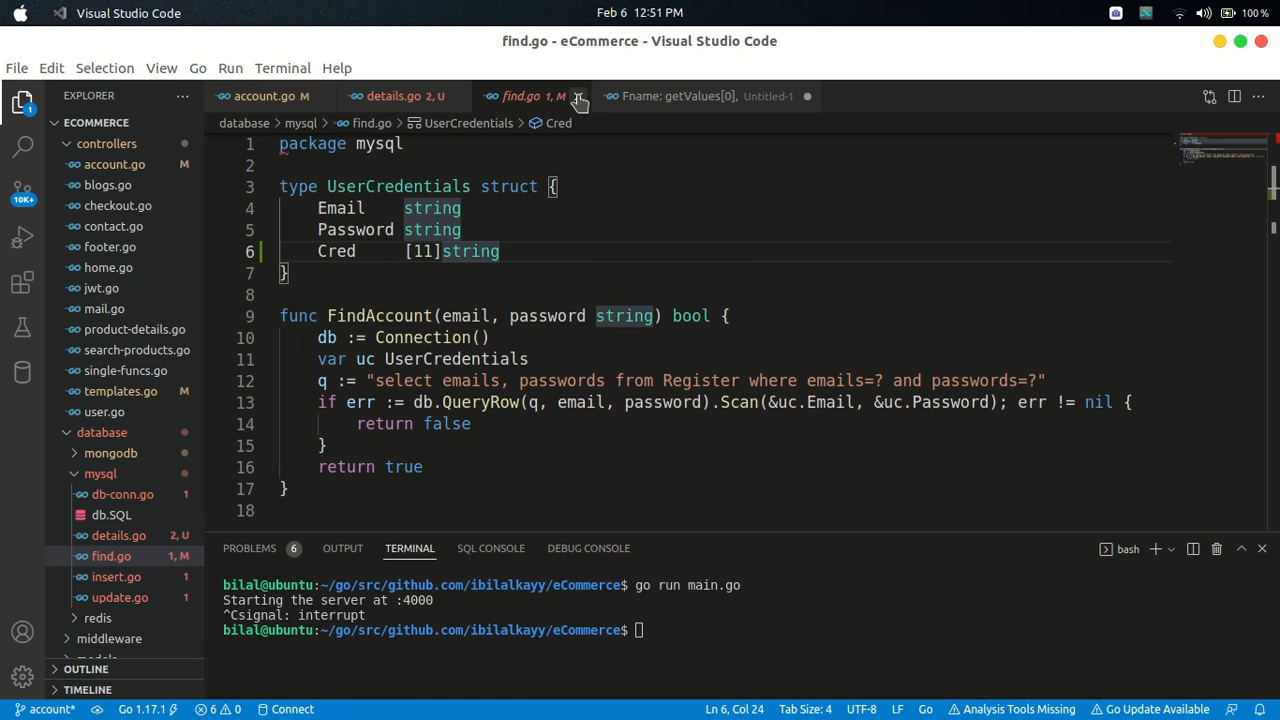 Visual Studio Code
Feb 6 12:51 PM
100 %
find.go - eCommerce - Visual Studio Code
File Edit Selection View Go Run Terminal Help
EXPLORER
account.go M
details.go 2, U
find.go 1, M
Fname: getValues[0], Untitled-1
database > mysql > find.go > UserCredentials > Cred
1
10K+
ECOMMERCE
controllers
account.go M
blogs.go
checkout.go
contact.go
footer.go
home.go
jwt.go
mail.go
product-details.go
search-products.go
single-funcs.go
templates.go M
user.go
database
mongodb
mysql
db-conn.go 1
db.SQL
details.go 2, U
find.go 1, M
insert.go 1
update.go 1
redis
middleware
OUTLINE
TIMELINE
1 package mysql
2
3 type UserCredentials struct {
4 Email string
5 Password string
6 Cred [11]string
7 }
8
9 func FindAccount(email, password string) bool {
10 db := Connection()
11 var uc UserCredentials
12 q := "select emails, passwords from Register where emails=? and passwords=?"
13 if err := db.QueryRow(q, email, password).Scan(&uc.Email, &uc.Password); err != nil {
14 return false
15 }
16 return true
17 }
18
PROBLEMS 6 OUTPUT TERMINAL SQL CONSOLE DEBUG CONSOLE
bash
bilal@ubuntu:~/go/src/github.com/ibilalkayy/eCommerce$ go run main.go
Starting the server at :4000
^Csignal: interrupt
bilal@ubuntu:~/go/src/github.com/ibilalkayy/eCommerce$
account* Go 1.17.1 6 0 Connect
Ln 6, Col 24 Tab Size: 4 UTF-8 LF Go Analysis Tools Missing Go Update Available